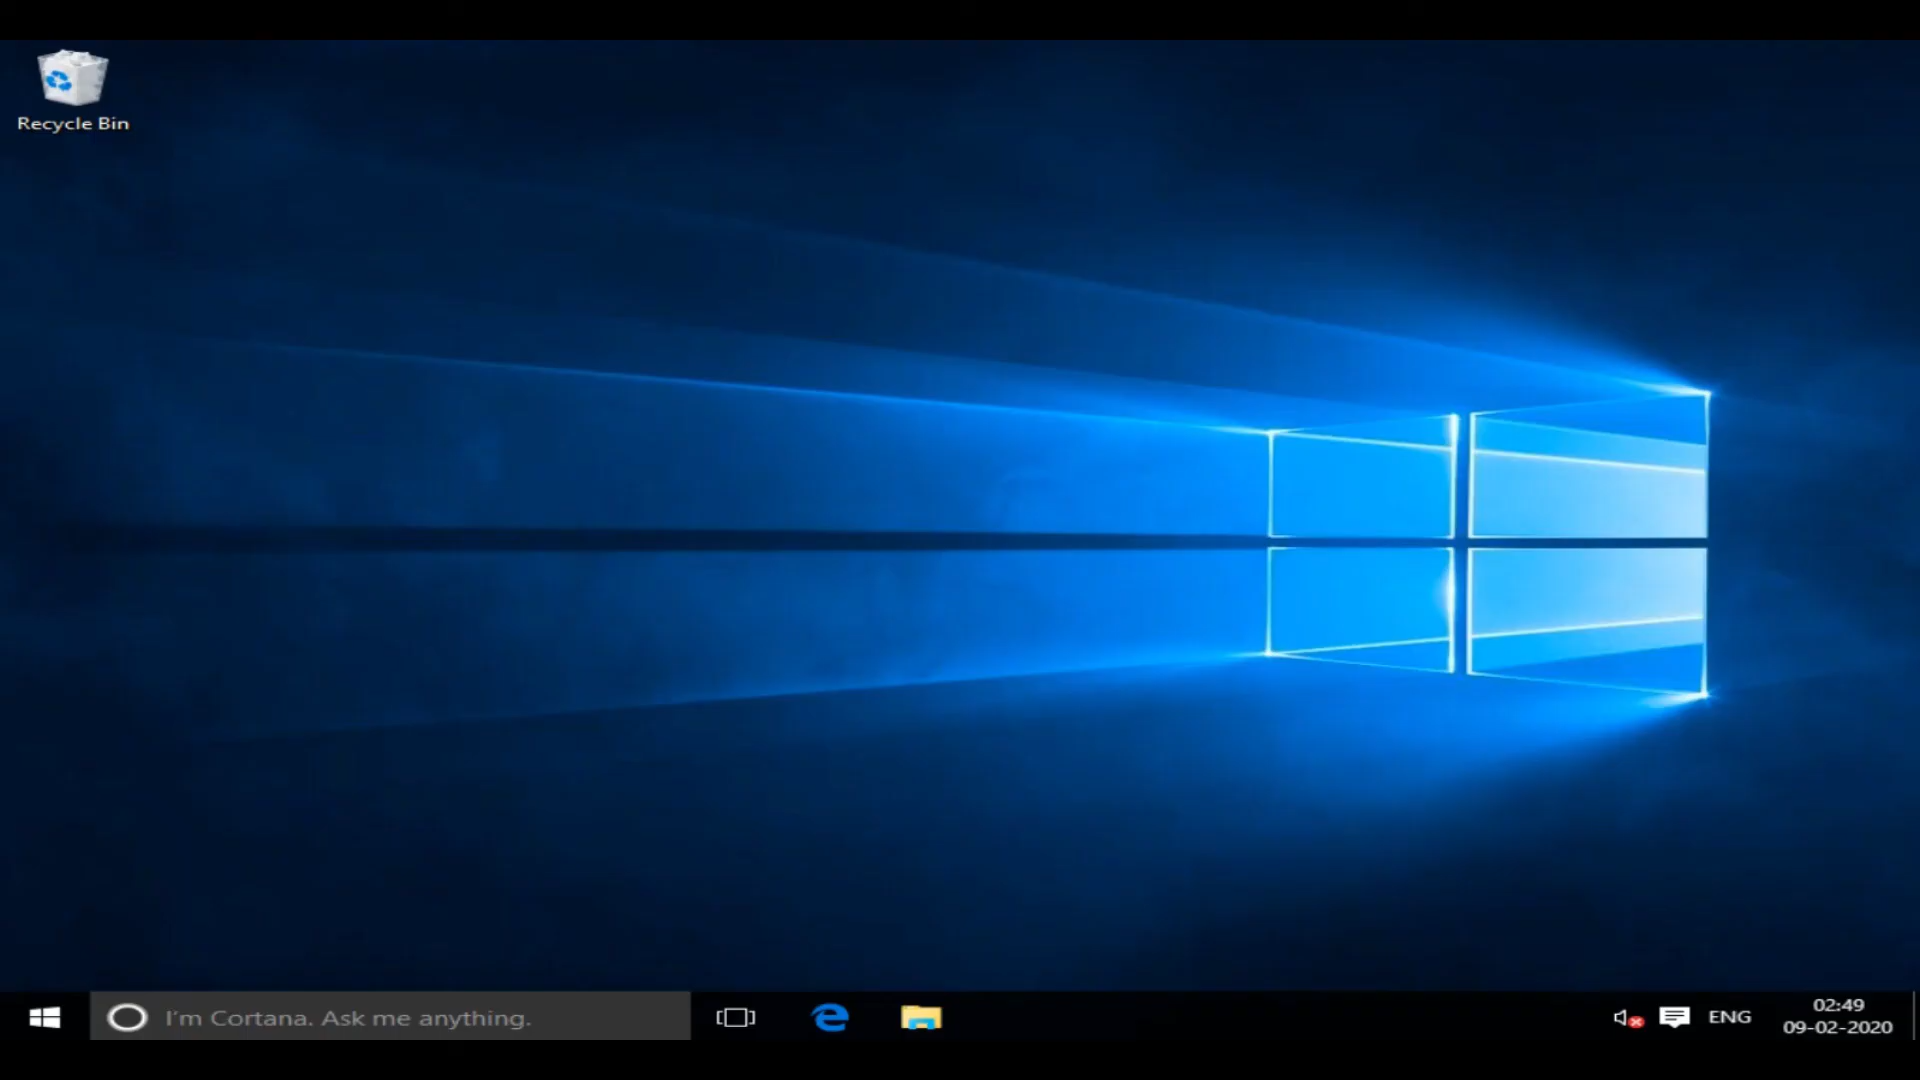 Recycle Bin
I'm Cortana. Ask me anything.
ENG
02:49
09-02-2020